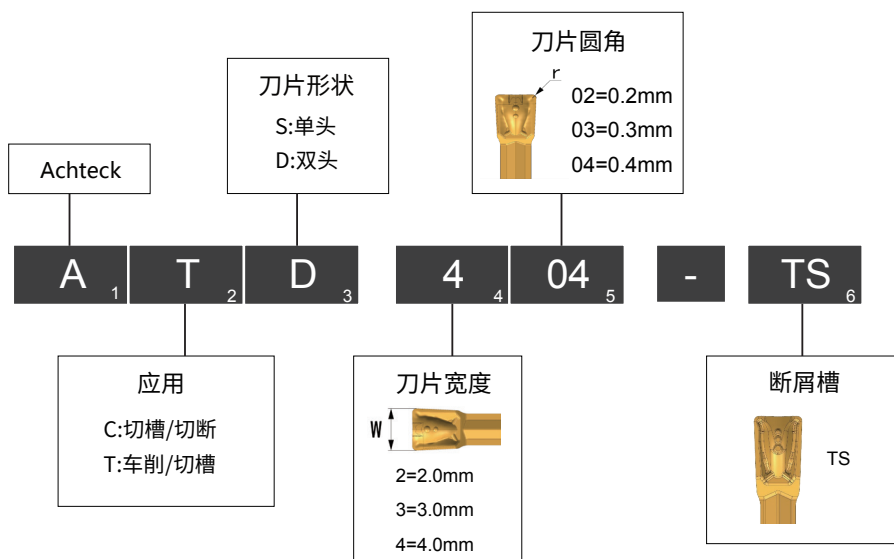 刀片圆角
r
02=0.2mm
03=0.3mm
04=0.4mm
刀片形状
S:单头
D:双头
Achteck
A 1 T 2 D 3 4 4 04 5 - TS 6
应用
C:切槽/切断
T:车削/切槽
刀片宽度
W
2=2.0mm
3=3.0mm
4=4.0mm
断屑槽
TS